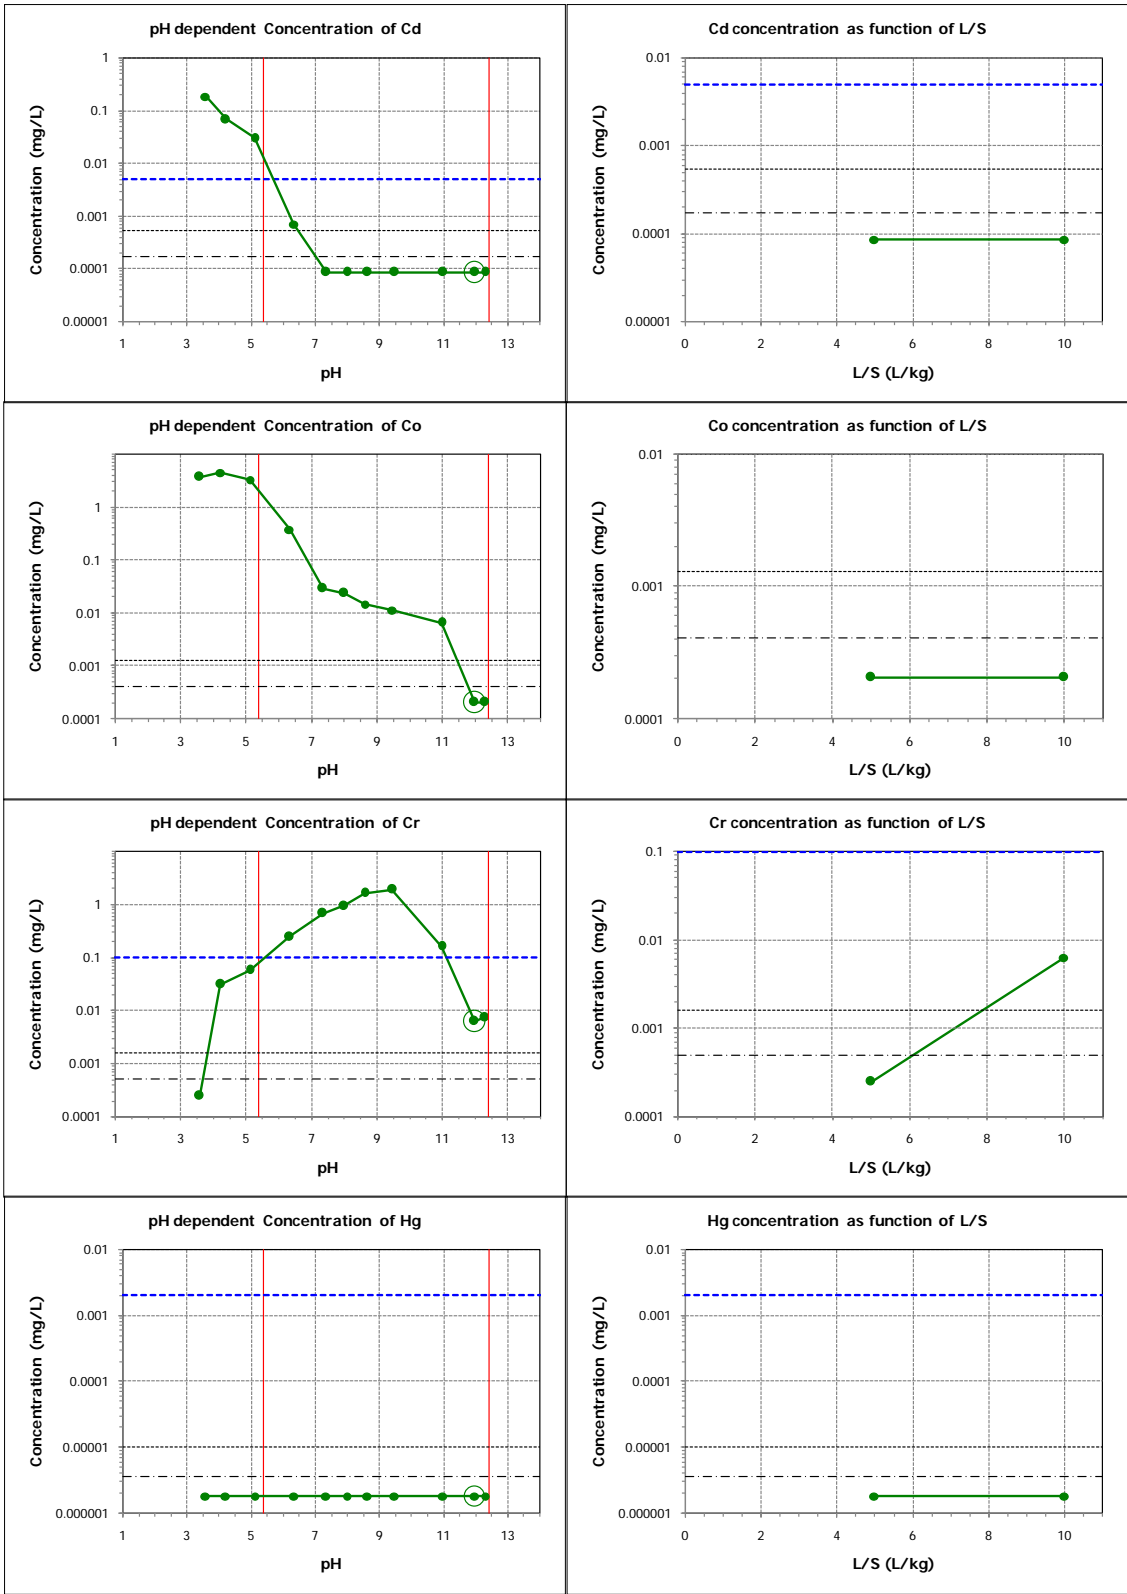 pH dependent Concentration of Cd
Concentration (mg/L)
1
0.1
0.01
0.001
0.0001
0.00001
1 3 5 7 9 11 13
pH
Cd concentration as function of L/S
Concentration (mg/L)
0.01
0.001
0.0001
0.00001
0 2 4 6 8 10
L/S (L/kg)
pH dependent Concentration of Co
Concentration (mg/L)
1
0.1
0.01
0.001
0.0001
1 3 5 7 9 11 13
pH
Co concentration as function of L/S
Concentration (mg/L)
0.01
0.001
0.0001
0 2 4 6 8 10
L/S (L/kg)
pH dependent Concentration of Cr
Concentration (mg/L)
1
0.1
0.01
0.001
0.0001
1 3 5 7 9 11 13
pH
Cr concentration as function of L/S
Concentration (mg/L)
0.1
0.01
0.001
0.0001
0 2 4 6 8 10
L/S (L/kg)
pH dependent Concentration of Hg
Concentration (mg/L)
0.01
0.001
0.0001
0.00001
0.000001
1 3 5 7 9 11 13
pH
Hg concentration as function of L/S
Concentration (mg/L)
0.01
0.001
0.0001
0.00001
0.000001
0 2 4 6 8 10
L/S (L/kg)